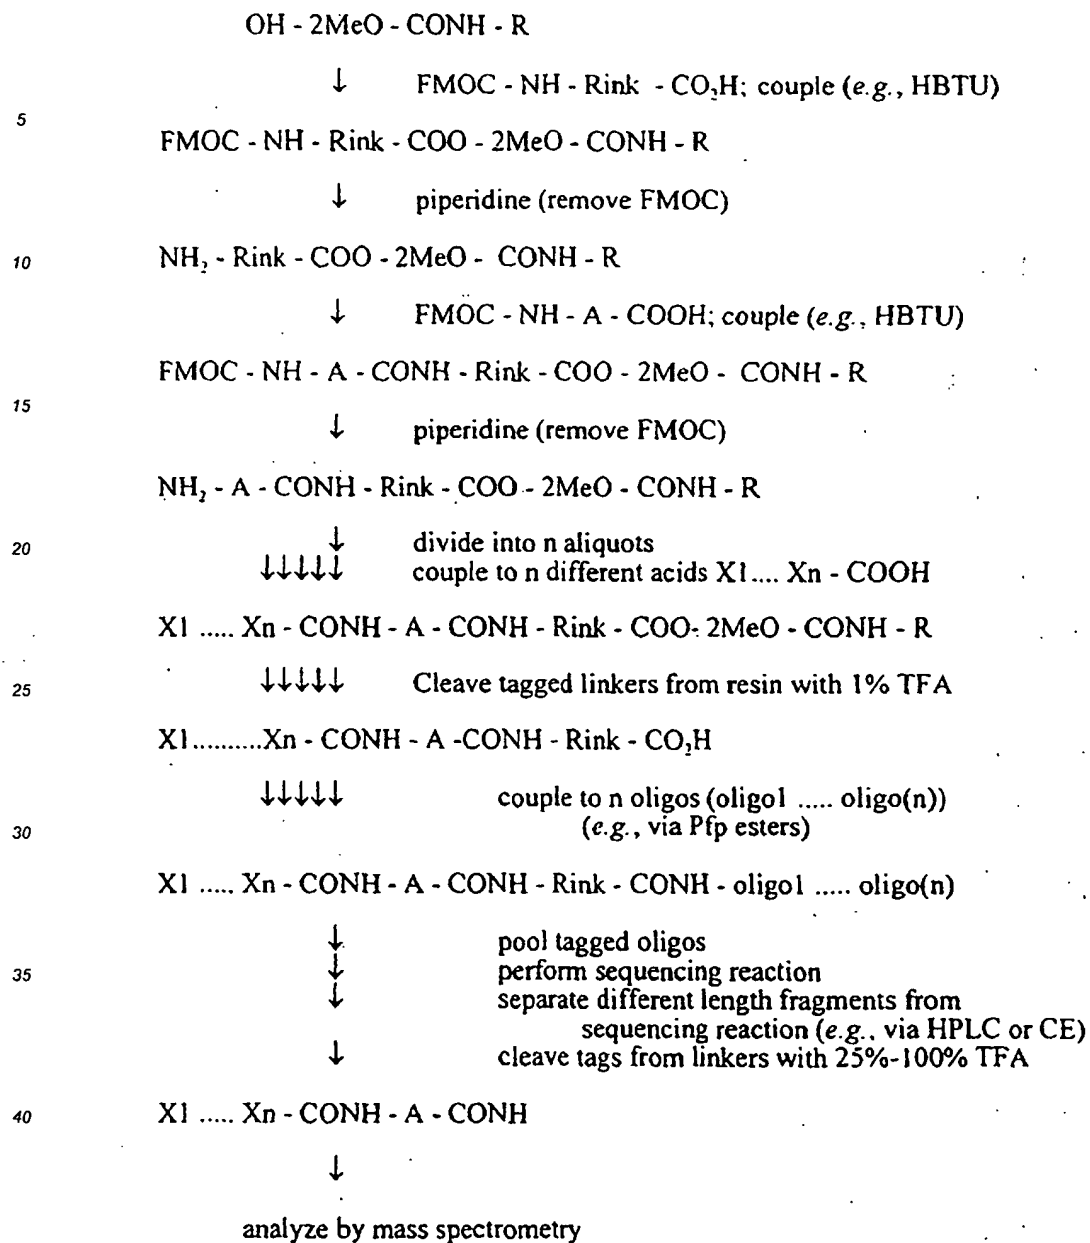 OH - 2MeO - CONH - R
↓ FMOC - NH - Rink - CO₂H; couple (e.g., HBTU)
5
FMOC - NH - Rink - COO - 2MeO - CONH - R
↓ piperidine (remove FMOC)
10 NH₂ - Rink - COO - 2MeO - CONH - R
↓ FMOC - NH - A - COOH; couple (e.g., HBTU)
FMOC - NH - A - CONH - Rink - COO - 2MeO - CONH - R
15
↓ piperidine (remove FMOC)
NH₂ - A - CONH - Rink - COO - 2MeO - CONH - R
20 ↓ divide into n aliquots
↓↓↓↓↓ couple to n different acids X1.... Xn - COOH
X1 ..... Xn - CONH - A - CONH - Rink - COO- 2MeO - CONH - R
25 ↓↓↓↓↓ Cleave tagged linkers from resin with 1% TFA
X1..........Xn - CONH - A -CONH - Rink - CO₂H
↓↓↓↓↓ couple to n oligos (oligo1 ..... oligo(n))
30 (e.g., via Pfp esters)
X1 ..... Xn - CONH - A - CONH - Rink - CONH - oligo1 ..... oligo(n)
↓ pool tagged oligos
35 ↓ perform sequencing reaction
↓ separate different length fragments from
sequencing reaction (e.g., via HPLC or CE)
↓ cleave tags from linkers with 25%-100% TFA
40 X1 ..... Xn - CONH - A - CONH
↓
analyze by mass spectrometry